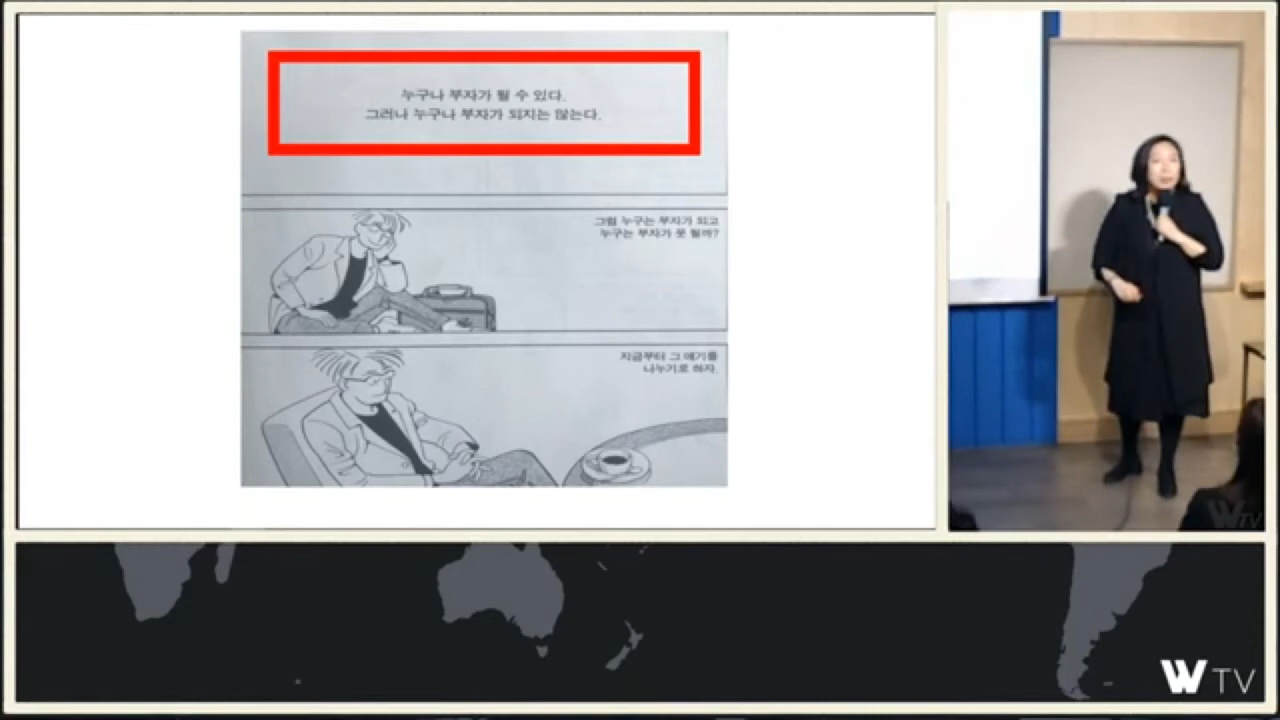 누구나 부자가 될 수 있다.
그러나 누구나 부자가 되지는 않는다.
그럼 누구는 부자가 되고
누구는 부자가 못 될까?
지금부터 그 얘기를
나누기로 하자.
W TV
W TV